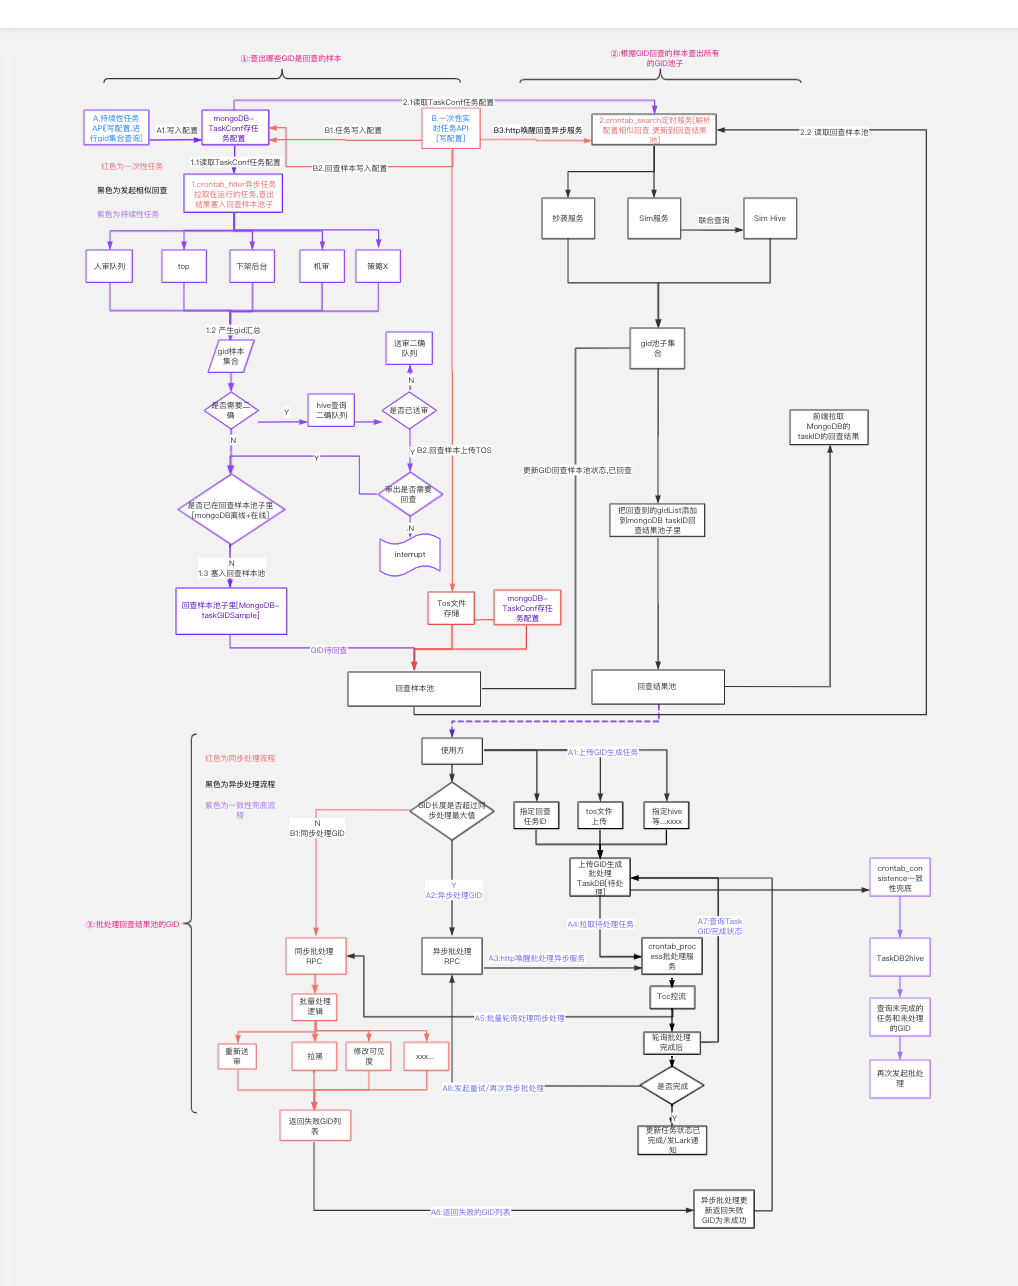 ①:查出哪些GID是回查的样本
②:根据GID回查的样本查出所有
的GID池子
2.1读取TaskConf任务配置
A.持续性任务
API[写配置,进
行gid集合查询]
A1.写入配置
mongoDB-
TaskConf存任
务配置
B1.任务写入配置
B.一次性实
时任务API
[写配置]
B3.http唤醒回查异步服务
2.crontab_search定时服务[解析
配置相似回查 更新到回查结果
池]
2.2 读取回查样本池
红色为一次性任务
1.1读取TaskConf任务配置
B2.回查样本写入配置
黑色为发起相似回查
1.crontab_filter异步任务
拉取在运行的任务,查出
结果塞入回查样本池子
紫色为持续性任务
抄袭服务
Sim服务
联合查询
Sim Hive
人审队列
top
下架后台
机审
策略X
1.2 产生gid汇总
gid样本
集合
送审二确
队列
gid池子集
合
N
是否需要二
确
Y
hive查询
二确队列
是否已送审
前端拉取
MongoDB的
taskID的回查结果
N
Y
Y
B2.回查样本上传TOS
更新GID回查样本池状态,已回查
是否已在回查样本池子里
[mongoDB离线+在线]
审出是否需要
回查
把回查到的gidList添加
到mongoDB taskID回
查结果池子里
N
interrupt
N
1.3 塞入回查样本池
回查样本池子里[MongoDB-
taskGIDSample]
Tos文件
存储
mongoDB-
TaskConf存任
务配置
GID待回查
回查样本池
回查结果池
红色为同步处理流程
使用方
A1:上传GID生成任务
黑色为异步处理流程
紫色为一致性兜底流
程
GID长度是否超过同
步处理最大值
指定回查
任务ID
tos文件
上传
指定hive
等...xxxx
N
B1:同步处理GID
上传GID生成
批处理
TaskDB[待处
理]
crontab_con
sistence一致
性兜底
Y
A2:异步处理GID
③:批处理回查结果池的GID
A4:拉取待处理任务
A7:查询Task
GID完成状态
同步批处理
RPC
异步批处理
RPC
A3:http唤醒批处理异步服务
crontab_proc
ess批处理服
务
TaskDB2hive
批量处理
逻辑
Tcc控流
查询未完成的
任务和未处理
的GID
A5:批量轮询处理同步处理
重新送
审
拉黑
修改可见
度
xxx...
轮询批处理
完成后
再次发起批处
理
A8:发起重试/再次异步批处理
是否完成
Y
返回失败GID列
表
更新任务状态已
完成/发Lark通
知
A6:返回失败的GID列表
异步批处理更
新返回失败
GID为未成功